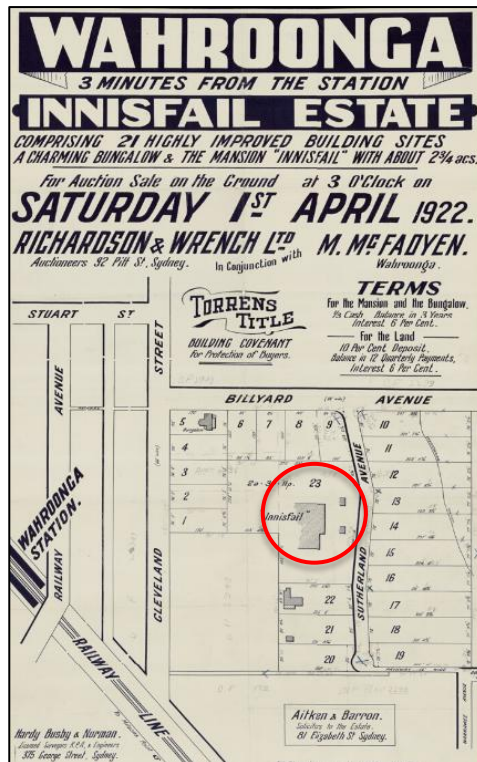 WAHROONGA
3 MINUTES FROM THE STATION
INNISFAIL ESTATE
COMPRISING 21 HIGHLY IMPROVED BUILDING SITES
A CHARMING BUNGALOW & THE MANSION "INNISFAIL" WITH ABOUT 2¾ acs.
For Auction Sale on the Ground at 3 O'Clock on
SATURDAY 1ST APRIL 1922.
RICHARDSON & WRENCH LTD
Auctioneers 92 Pitt St, Sydney.
In Conjunction with
M. McFADYEN.
Wahroonga.
TORRENS
TITLE
BUILDING COVENANT
For Protection of Buyers.
TERMS
For the Mansion and the Bungalow.
Balance in 3 Years
Interest 6 Per Cent.
For the Land
10 Per Cent Deposit,
Balance in 12 Quarterly Payments,
Interest 6 Per Cent.
STUART ST
AVENUE
STREET
BILLYARD AVENUE
5
6
7
8
9
10
4
11
3
12
2
23
13
1
"Innisfail"
14
15
16
22
17
21
18
20
19
AVENUE
SUTHERLAND
CLEVELAND
WAHROONGA
STATION.
RAILWAY
RAILWAY
LINE
Hardy Busby & Norman.
375 George Street, Sydney.
Aitken & Barron.
Solicitors to the Estate.
81 Elizabeth St Sydney.
AVENUE